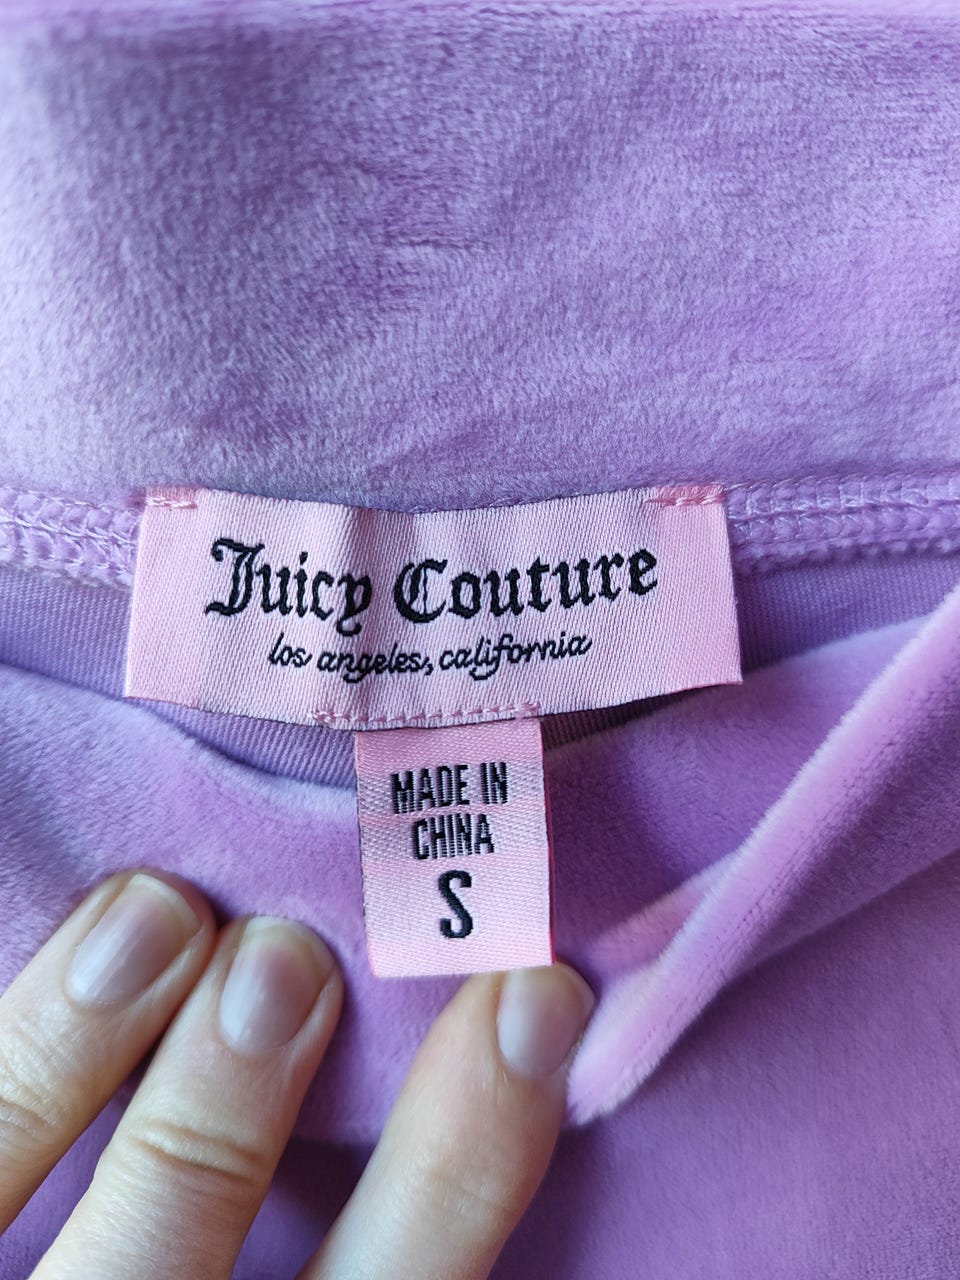 Juicy Couture
los angeles, california
MADE IN
CHINA
S